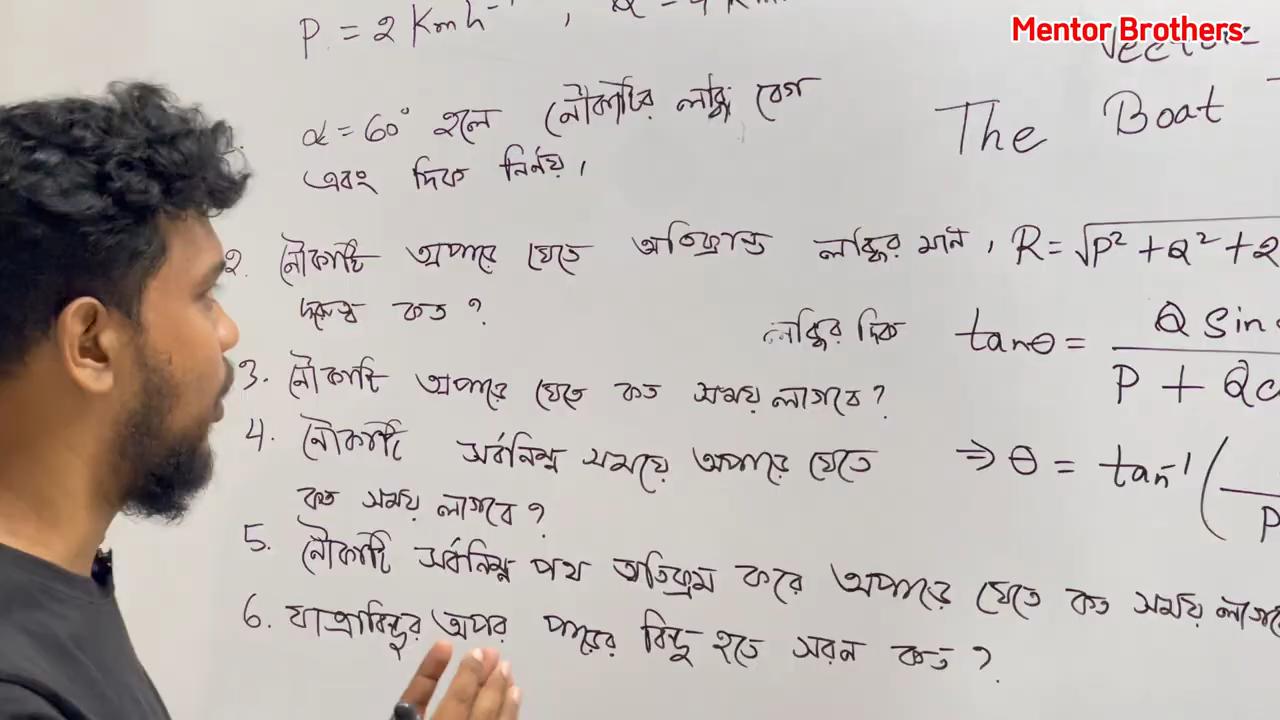 Mentor Brothers
P = 2 Kmh⁻¹ ,
Vector
The Boat
α = 60° হলে নৌকাটির লব্ধি বেগ
এবং দিক নির্ণয়।
2. নৌকাটি অপারে যেতে অতিক্রান্ত
দূরত্ব কত ?
লব্ধির মান, R = √P² + Q² + 2
লব্ধির দিক tanθ = Q Sin / P + Qc
3. নৌকাটি অপারে যেতে কত সময় লাগবে ?
4. নৌকাটি সর্বনিম্ন সময়ে অপারে যেতে
কত সময় লাগবে ?
⇒ θ = tan⁻¹ ( / P
5. নৌকাটি সর্বনিম্ন পথ অতিক্রম করে অপারে যেতে কত সময় লাগবে
6. যাত্রাবিন্দুর অপর পাড়ের বিন্দু হতে সরন কত ?